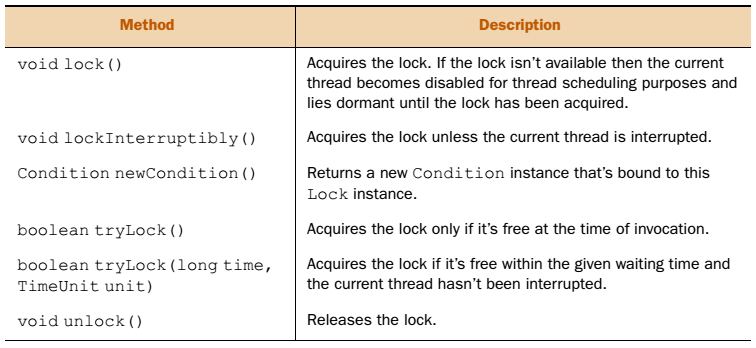 Method Description
void lock() Acquires the lock. If the lock isn't available then the current
thread becomes disabled for thread scheduling purposes and
lies dormant until the lock has been acquired.
void lockInterruptibly() Acquires the lock unless the current thread is interrupted.
Condition newCondition() Returns a new Condition instance that's bound to this
Lock instance.
boolean tryLock() Acquires the lock only if it's free at the time of invocation.
boolean tryLock(long time, Acquires the lock if it's free within the given waiting time and
TimeUnit unit) the current thread hasn't been interrupted.
void unlock() Releases the lock.